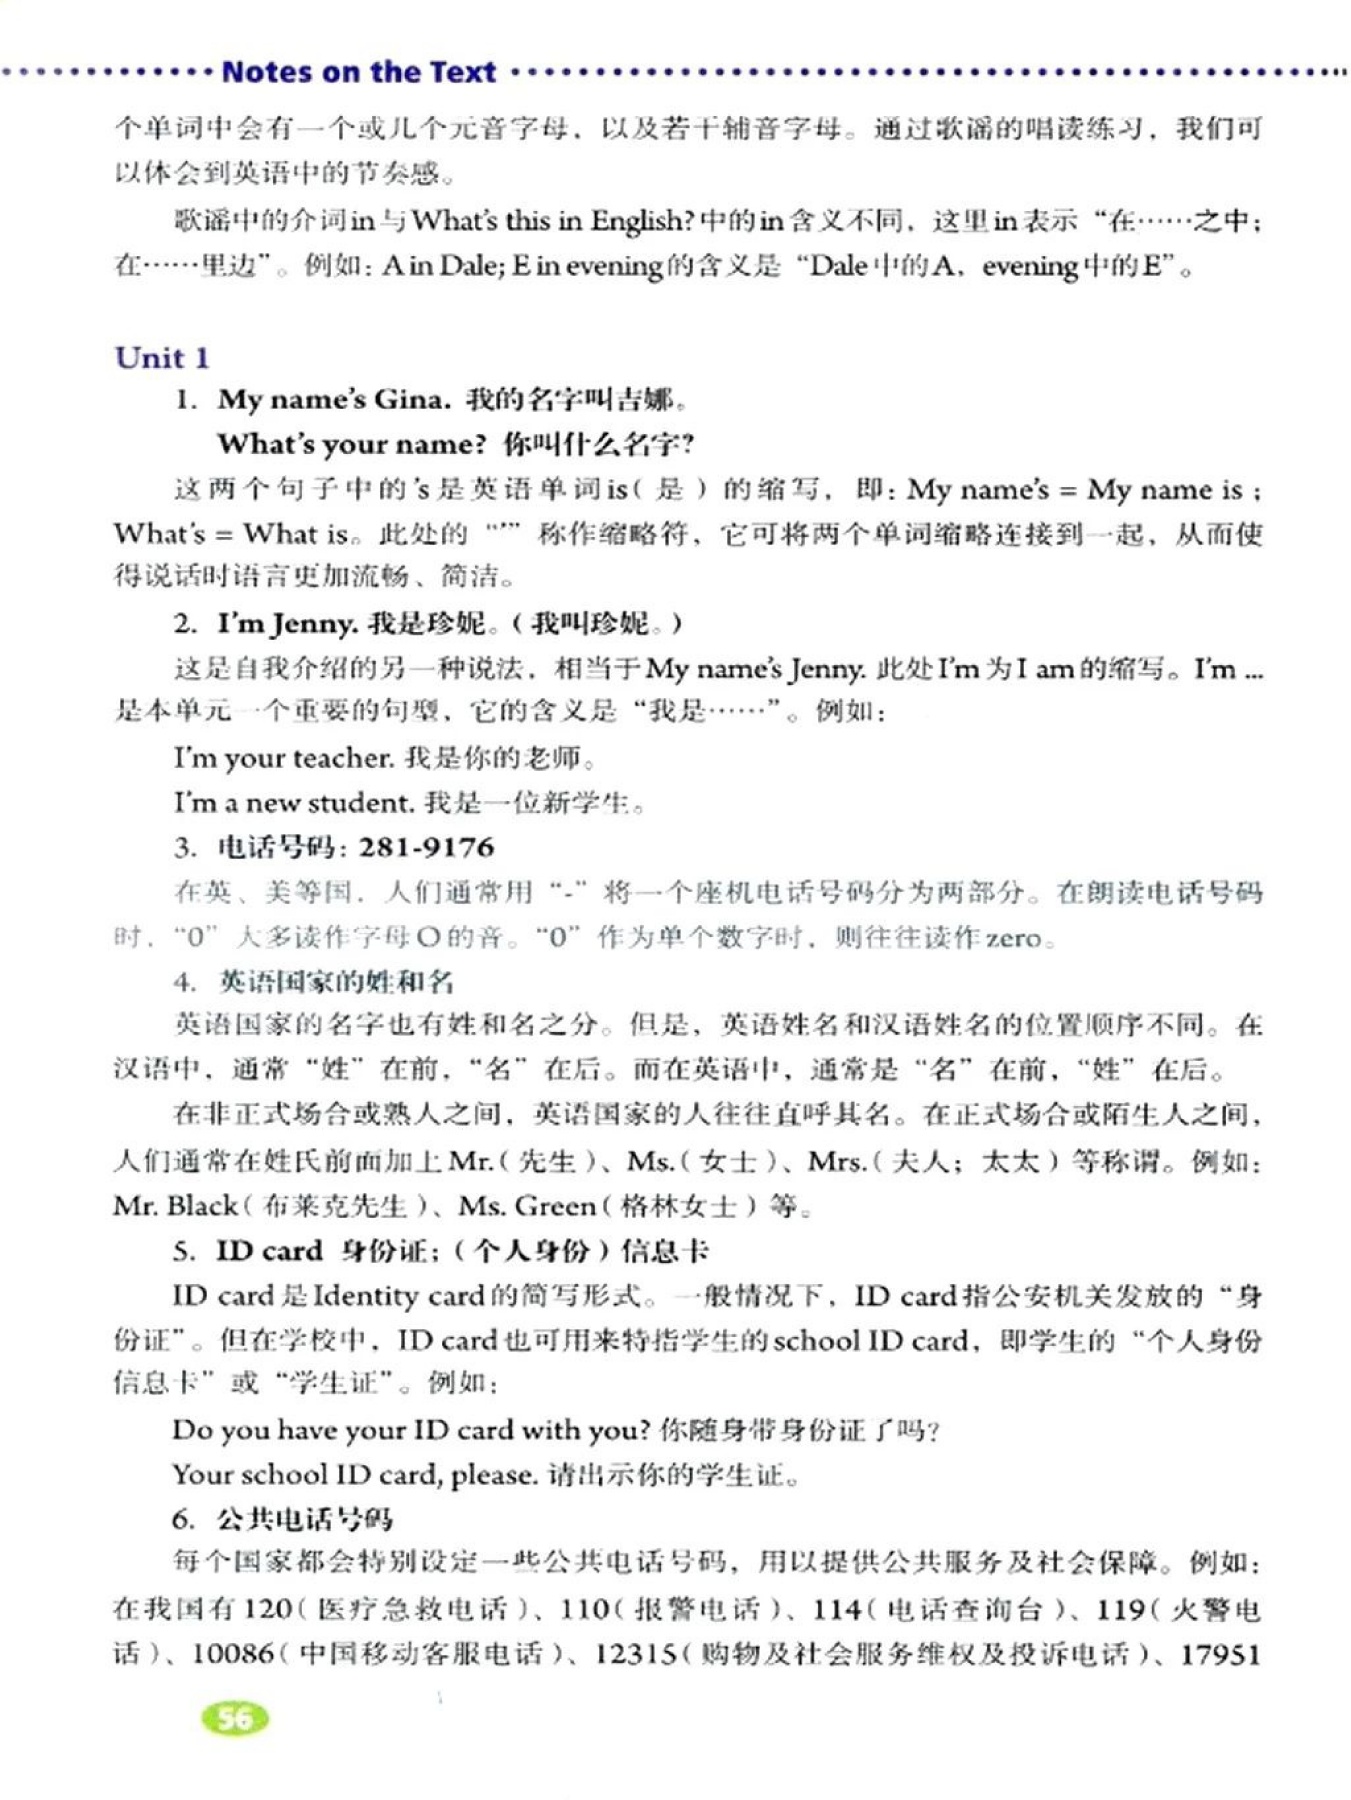 Notes on the Text
个单词中会有一个或几个元音字母，以及若干辅音字母。通过歌谣的唱读练习，我们可
以体会到英语中的节奏感。
歌谣中的介词in与What's this in English?中的in含义不同，这里in表示“在……之中；
在……里边”。例如：A in Dale; E in evening的含义是“Dale中的A，evening中的E”。
Unit 1
1. My name's Gina. 我的名字叫吉娜。
What's your name? 你叫什么名字？
这两个句子中的's是英语单词is（是）的缩写，即：My name's = My name is；
What's = What is。此处的“'”称作缩略符，它可将两个单词缩略连接到一起，从而使
得说话时语言更加流畅、简洁。
2. I'm Jenny. 我是珍妮。（我叫珍妮。）
这是自我介绍的另一种说法，相当于My name's Jenny. 此处I'm为I am的缩写。I'm ...
是本单元一个重要的句型，它的含义是“我是……”。例如：
I'm your teacher. 我是你的老师。
I'm a new student. 我是一位新学生。
3. 电话号码：281-9176
在英、美等国，人们通常用“-”将一个座机电话号码分为两部分。在朗读电话号码
时，“0”大多读作字母O的音。“0”作为单个数字时，则往往读作zero。
4. 英语国家的姓和名
英语国家的名字也有姓和名之分。但是，英语姓名和汉语姓名的位置顺序不同。在
汉语中，通常“姓”在前，“名”在后。而在英语中，通常是“名”在前，“姓”在后。
在非正式场合或熟人之间，英语国家的人往往直呼其名。在正式场合或陌生人之间，
人们通常在姓氏前面加上Mr.（先生）、Ms.（女士）、Mrs.（夫人；太太）等称谓。例如：
Mr. Black（布莱克先生）、Ms. Green（格林女士）等。
5. ID card 身份证；（个人身份）信息卡
ID card是Identity card的简写形式。一般情况下，ID card指公安机关发放的“身
份证”。但在学校中，ID card也可用来特指学生的school ID card，即学生的“个人身份
信息卡”或“学生证”。例如：
Do you have your ID card with you? 你随身带身份证了吗？
Your school ID card, please. 请出示你的学生证。
6. 公共电话号码
每个国家都会特别设定一些公共电话号码，用以提供公共服务及社会保障。例如：
在我国有120（医疗急救电话）、110（报警电话）、114（电话查询台）、119（火警电
话）、10086（中国移动客服电话）、12315（购物及社会服务维权及投诉电话）、17951
56